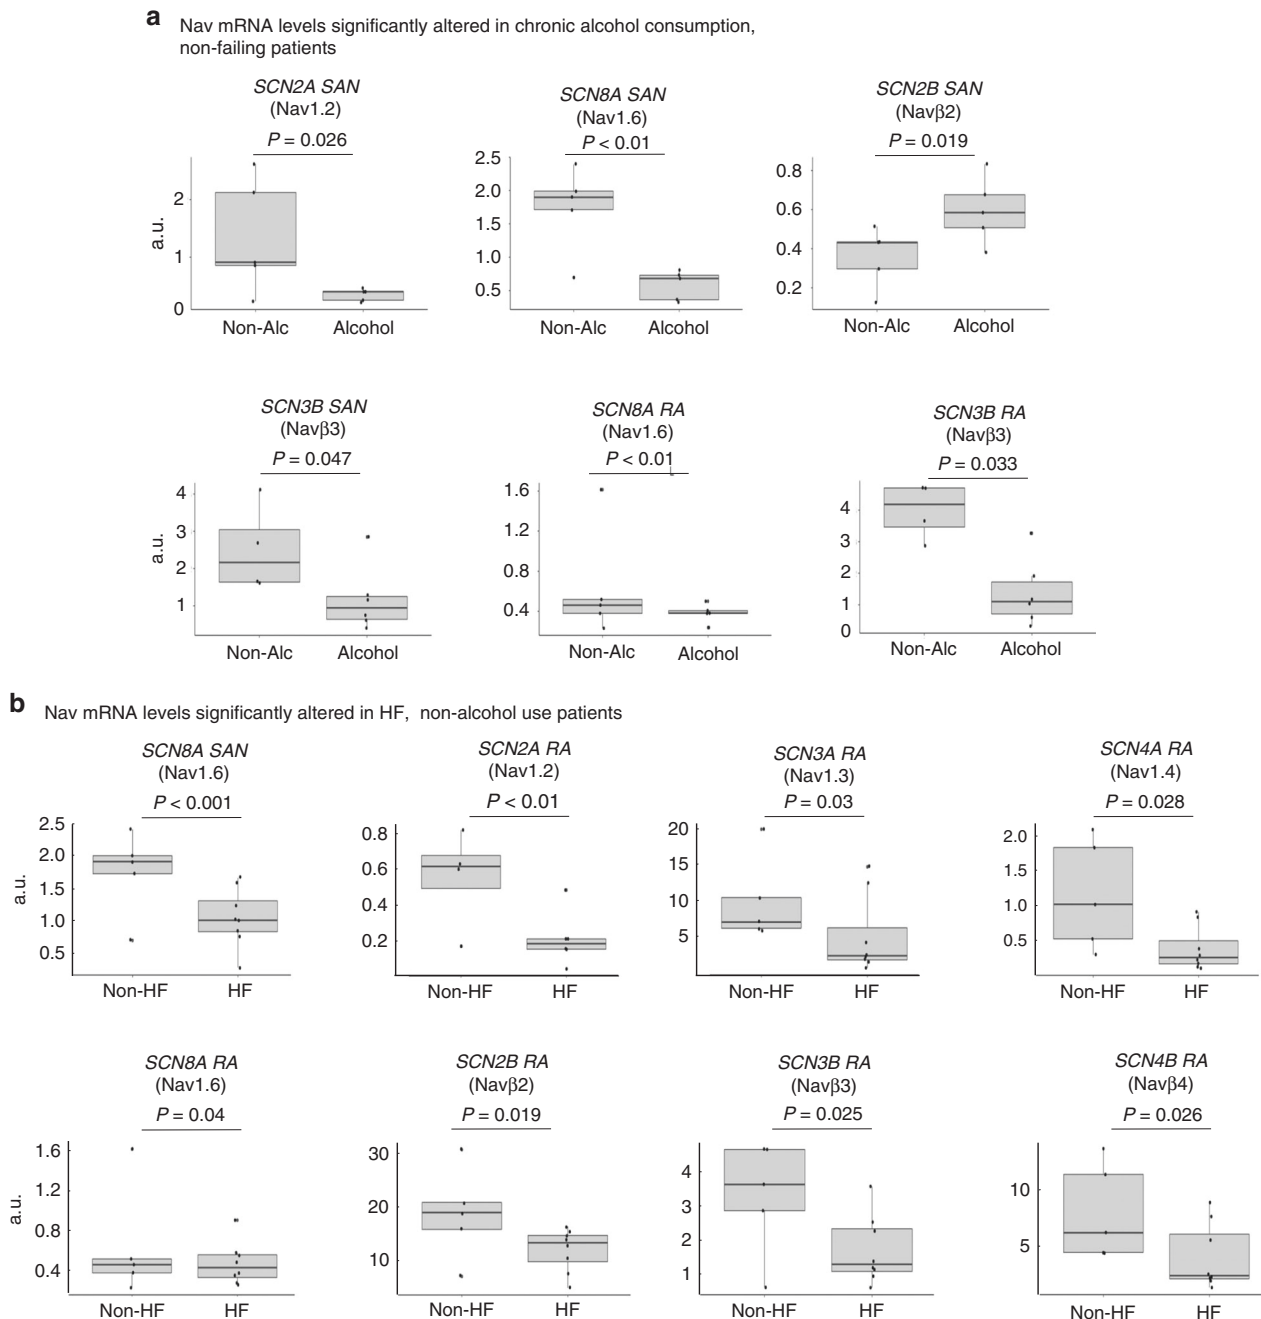 a Nav mRNA levels significantly altered in chronic alcohol consumption,
non-failing patients
SCN2A SAN
(Nav1.2)
P = 0.026
a.u.
2
1
0
Non-Alc Alcohol
SCN8A SAN
(Nav1.6)
P < 0.01
2.5
2.0
1.5
1.0
0.5
Non-Alc Alcohol
SCN2B SAN
(Navβ2)
P = 0.019
0.8
0.6
0.4
0.2
Non-Alc Alcohol
SCN3B SAN
(Navβ3)
P = 0.047
a.u.
4
3
2
1
Non-Alc Alcohol
SCN8A RA
(Nav1.6)
P < 0.01
1.6
1.2
0.8
0.4
Non-Alc Alcohol
SCN3B RA
(Navβ3)
P = 0.033
4
3
2
1
0
Non-Alc Alcohol
b Nav mRNA levels significantly altered in HF, non-alcohol use patients
SCN8A SAN
(Nav1.6)
P < 0.001
a.u.
2.5
2.0
1.5
1.0
0.5
Non-HF HF
SCN2A RA
(Nav1.2)
P < 0.01
0.8
0.6
0.4
0.2
Non-HF HF
SCN3A RA
(Nav1.3)
P = 0.03
20
10
5
Non-HF HF
SCN4A RA
(Nav1.4)
P = 0.028
2.0
1.5
1.0
0.5
Non-HF HF
SCN8A RA
(Nav1.6)
P = 0.04
a.u.
1.6
1.2
0.8
0.4
Non-HF HF
SCN2B RA
(Navβ2)
P = 0.019
30
20
10
Non-HF HF
SCN3B RA
(Navβ3)
P = 0.025
4
3
2
1
Non-HF HF
SCN4B RA
(Navβ4)
P = 0.026
10
5
Non-HF HF